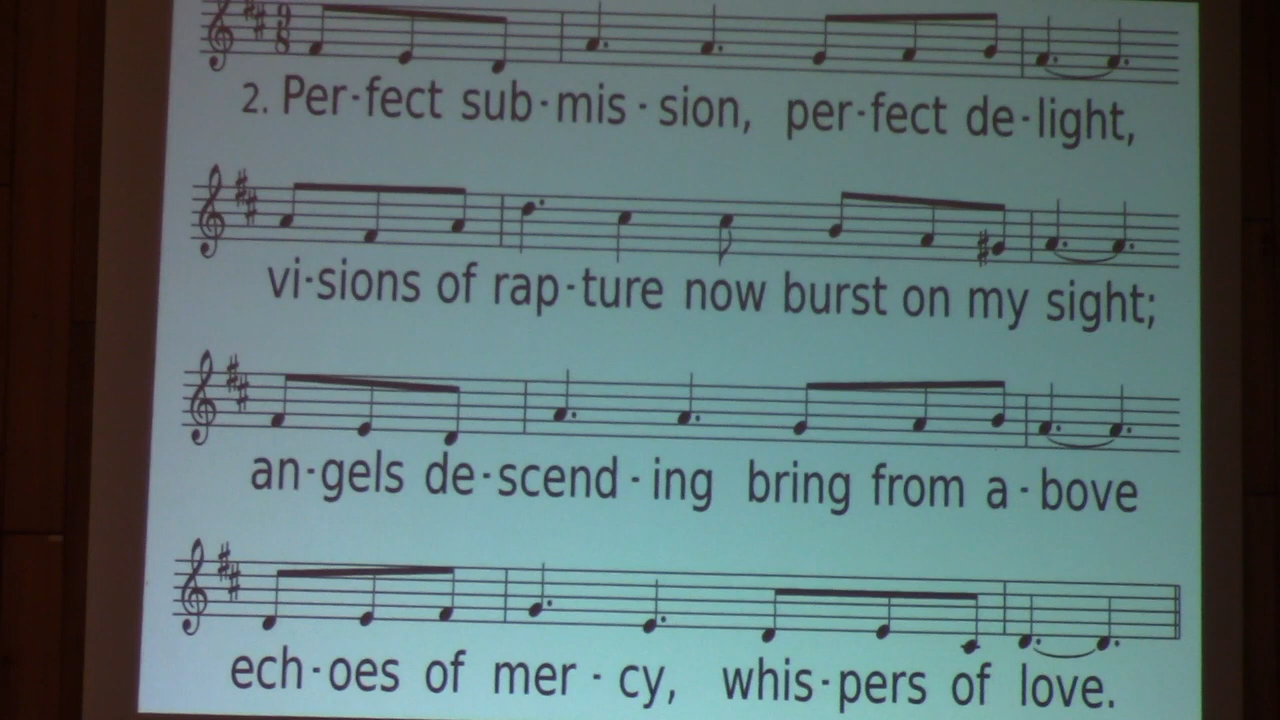 2. Per-fect sub-mis-sion, per-fect de-light,
vi-sions of rap-ture now burst on my sight;
an-gels de-scend-ing bring from a-bove
ech-oes of mer-cy, whis-pers of love.